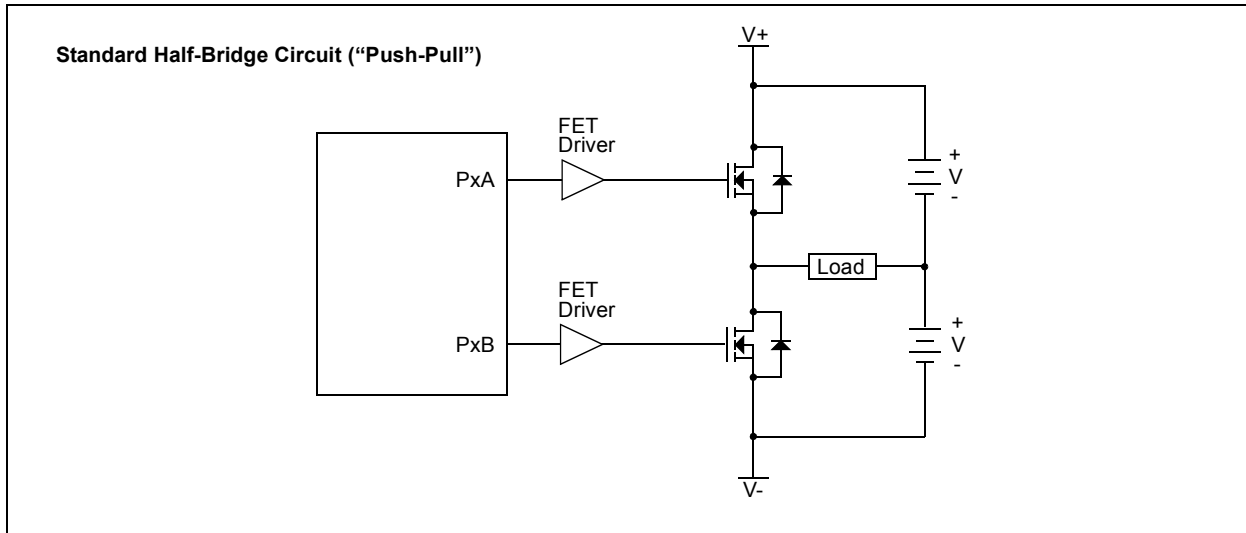 Standard Half-Bridge Circuit (“Push-Pull”)
V+
FET
Driver
PxA
+
V
-
Load
FET
Driver
PxB
+
V
-
V-